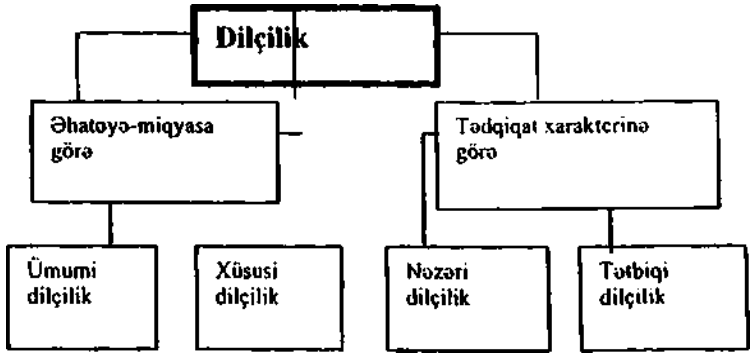 Dilçilik
Əhatəyə-miqyasa
görə
Tədqiqat xarakterinə
görə
Ümumi
dilçilik
Xüsusi
dilçilik
Nəzəri
dilçilik
Tətbiqi
dilçilik